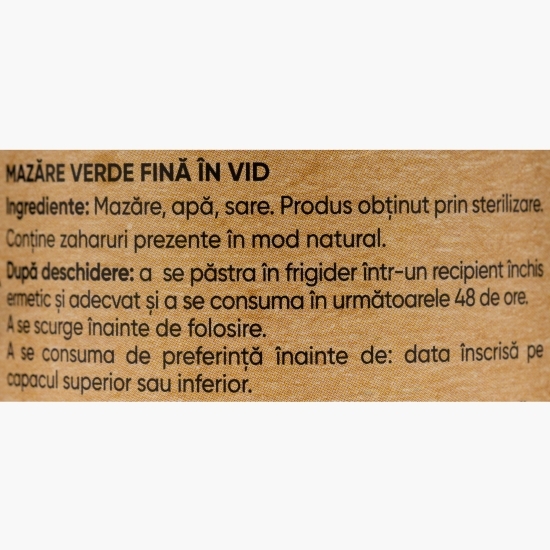 MAZĂRE VERDE FINĂ ÎN VID
Ingrediente: Mazăre, apă, sare. Produs obținut prin sterilizare.
Conține zaharuri prezente în mod natural.
După deschidere: a se păstra în frigider într-un recipient închis
ermetic și adecvat și a se consuma în următoarele 48 de ore.
A se scurge înainte de folosire.
A se consuma de preferință înainte de: data înscrisă pe
capacul superior sau inferior.